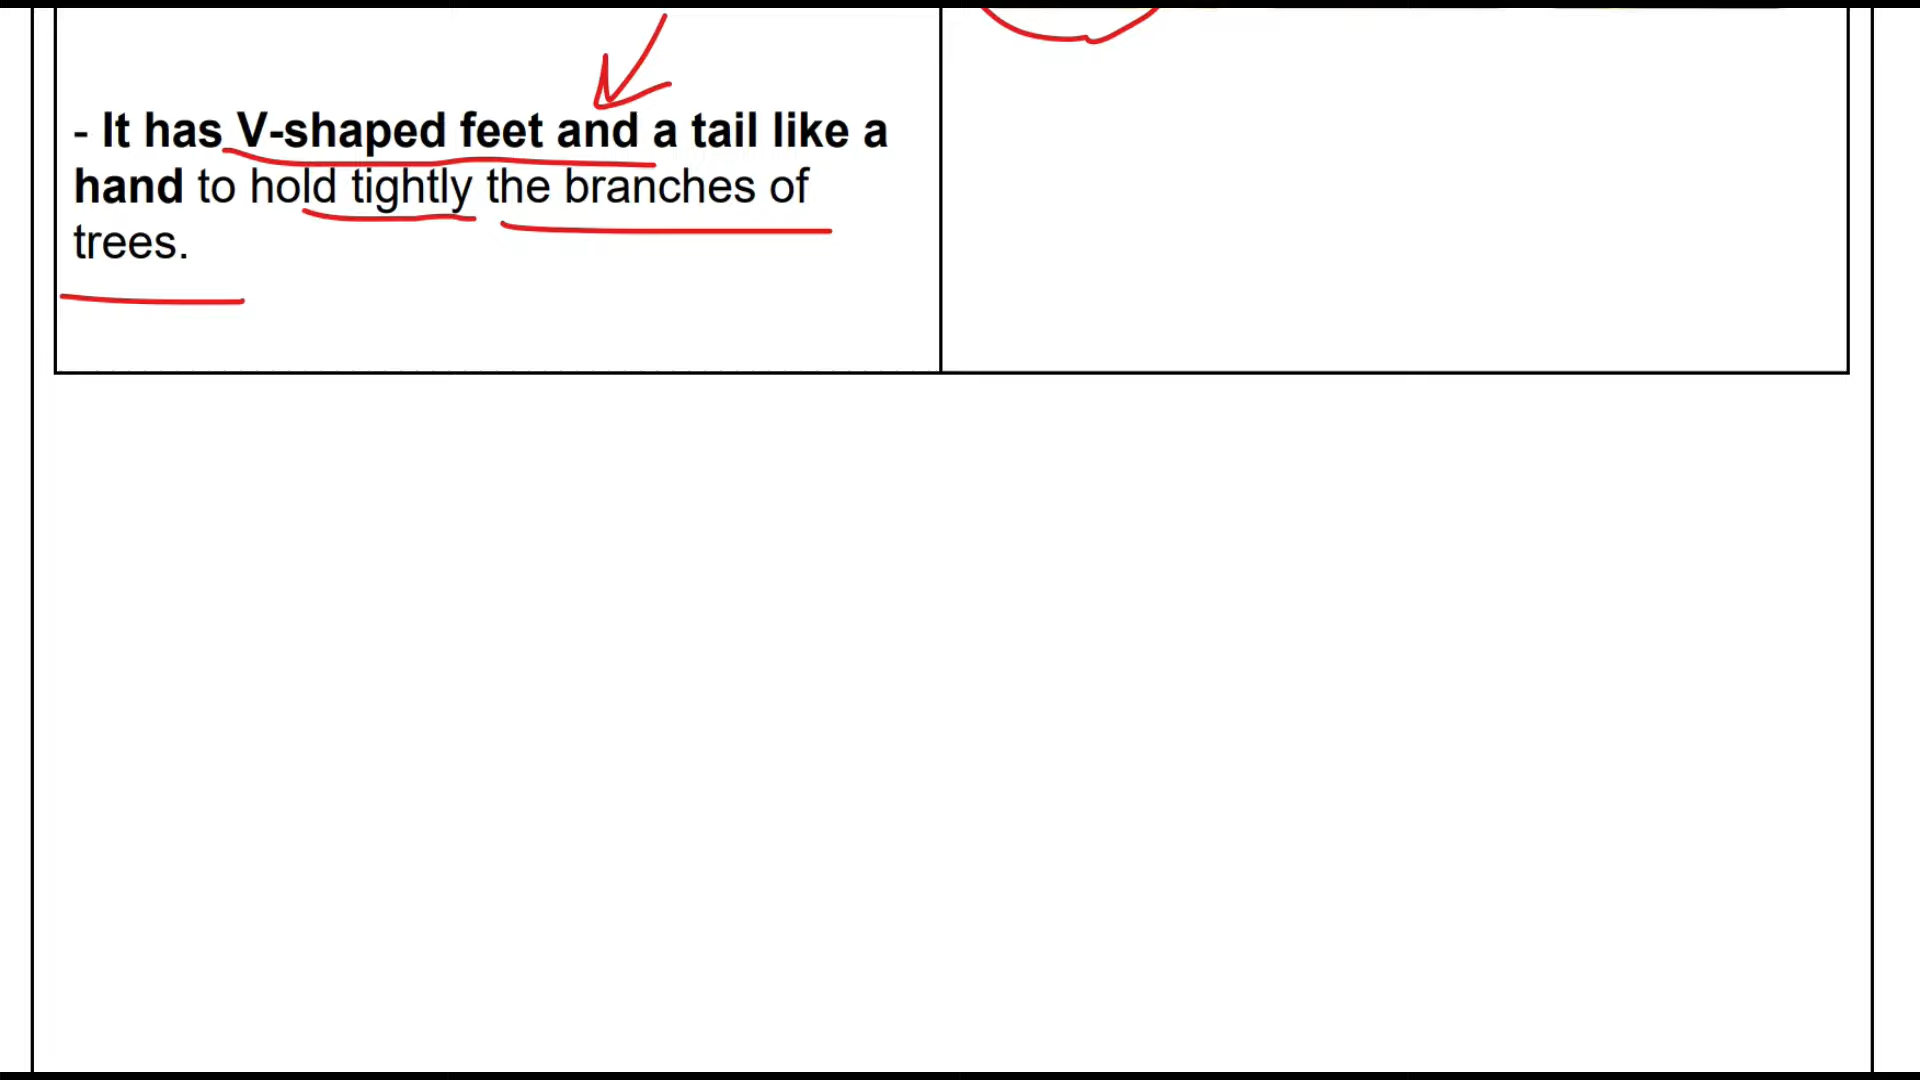 - It has V-shaped feet and a tail like a
hand to hold tightly the branches of
trees.